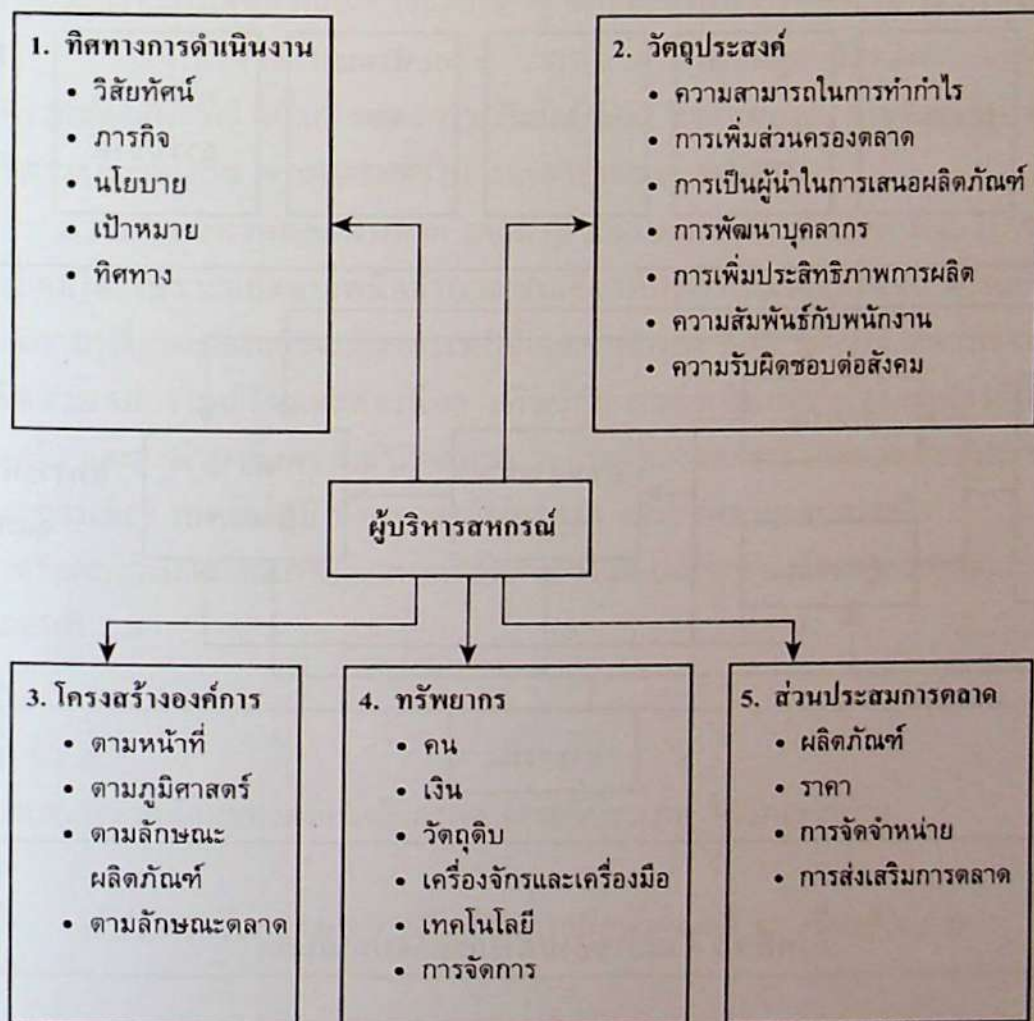 1. ทิศทางการดำเนินงาน
• วิสัยทัศน์
• ภารกิจ
• นโยบาย
• เป้าหมาย
• ทิศทาง
2. วัตถุประสงค์
• ความสามารถในการทำกำไร
• การเพิ่มส่วนครองตลาด
• การเป็นผู้นำในการเสนอผลิตภัณฑ์
• การพัฒนาบุคลากร
• การเพิ่มประสิทธิภาพการผลิต
• ความสัมพันธ์กับพนักงาน
• ความรับผิดชอบต่อสังคม
ผู้บริหารสหกรณ์
3. โครงสร้างองค์การ
• ตามหน้าที่
• ตามภูมิศาสตร์
• ตามลักษณะ
ผลิตภัณฑ์
• ตามลักษณะตลาด
4. ทรัพยากร
• คน
• เงิน
• วัตถุดิบ
• เครื่องจักรและเครื่องมือ
• เทคโนโลยี
• การจัดการ
5. ส่วนประสมการตลาด
• ผลิตภัณฑ์
• ราคา
• การจัดจำหน่าย
• การส่งเสริมการตลาด